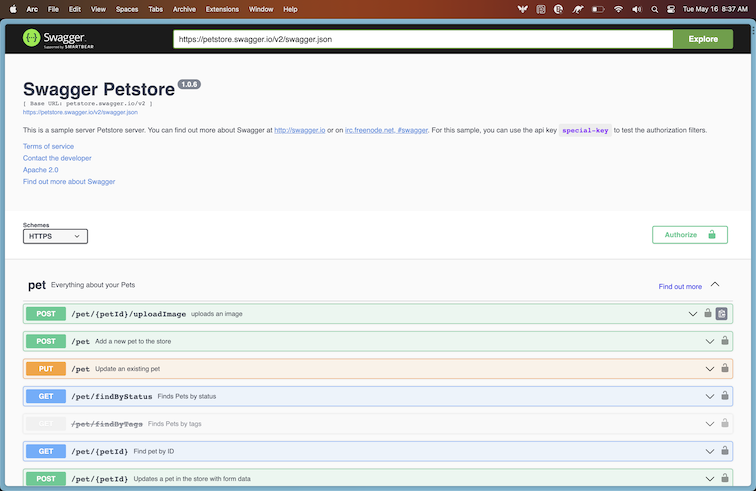 Arc File Edit View Spaces Tabs Archive Extensions Window Help Tue May 16 8:37 AM
Swagger.
Supported by SMARTBEAR
https://petstore.swagger.io/v2/swagger.json Explore
Swagger Petstore 1.0.6
[ Base URL: petstore.swagger.io/v2 ]
https://petstore.swagger.io/v2/swagger.json
This is a sample server Petstore server. You can find out more about Swagger at http://swagger.io or on irc.freenode.net, #swagger. For this sample, you can use the api key special-key to test the authorization filters.
Terms of service
Contact the developer
Apache 2.0
Find out more about Swagger
Schemes
HTTPS Authorize
pet Everything about your Pets Find out more
POST /pet/{petId}/uploadImage uploads an image
POST /pet Add a new pet to the store
PUT /pet Update an existing pet
GET /pet/findByStatus Finds Pets by status
GET /pet/findByTags Finds Pets by tags
GET /pet/{petId} Find pet by ID
POST /pet/{petId} Updates a pet in the store with form data